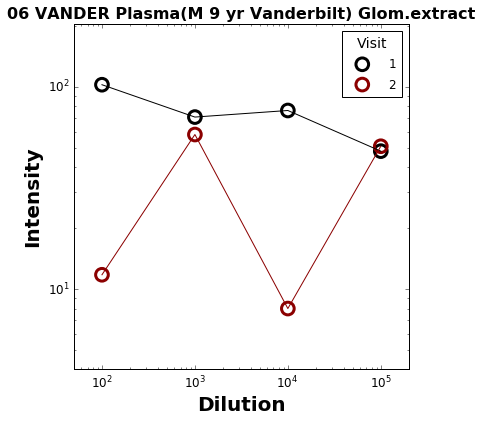 06 VANDER Plasma(M 9 yr Vanderbilt) Glom.extract
Visit
1
2
Intensity
10²
10¹
10² 10³ 10⁴ 10⁵
Dilution